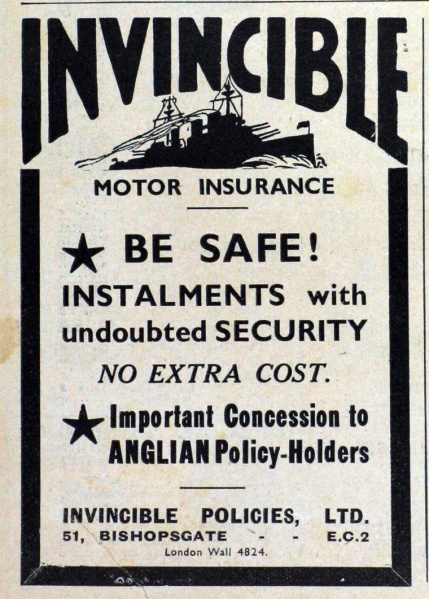 INVINCIBLE
MOTOR INSURANCE
BE SAFE!
INSTALMENTS with
undoubted SECURITY
NO EXTRA COST.
Important Concession to
ANGLIAN Policy-Holders
INVINCIBLE POLICIES, LTD.
51, BISHOPSGATE - - E.C.2
London Wall 4824.